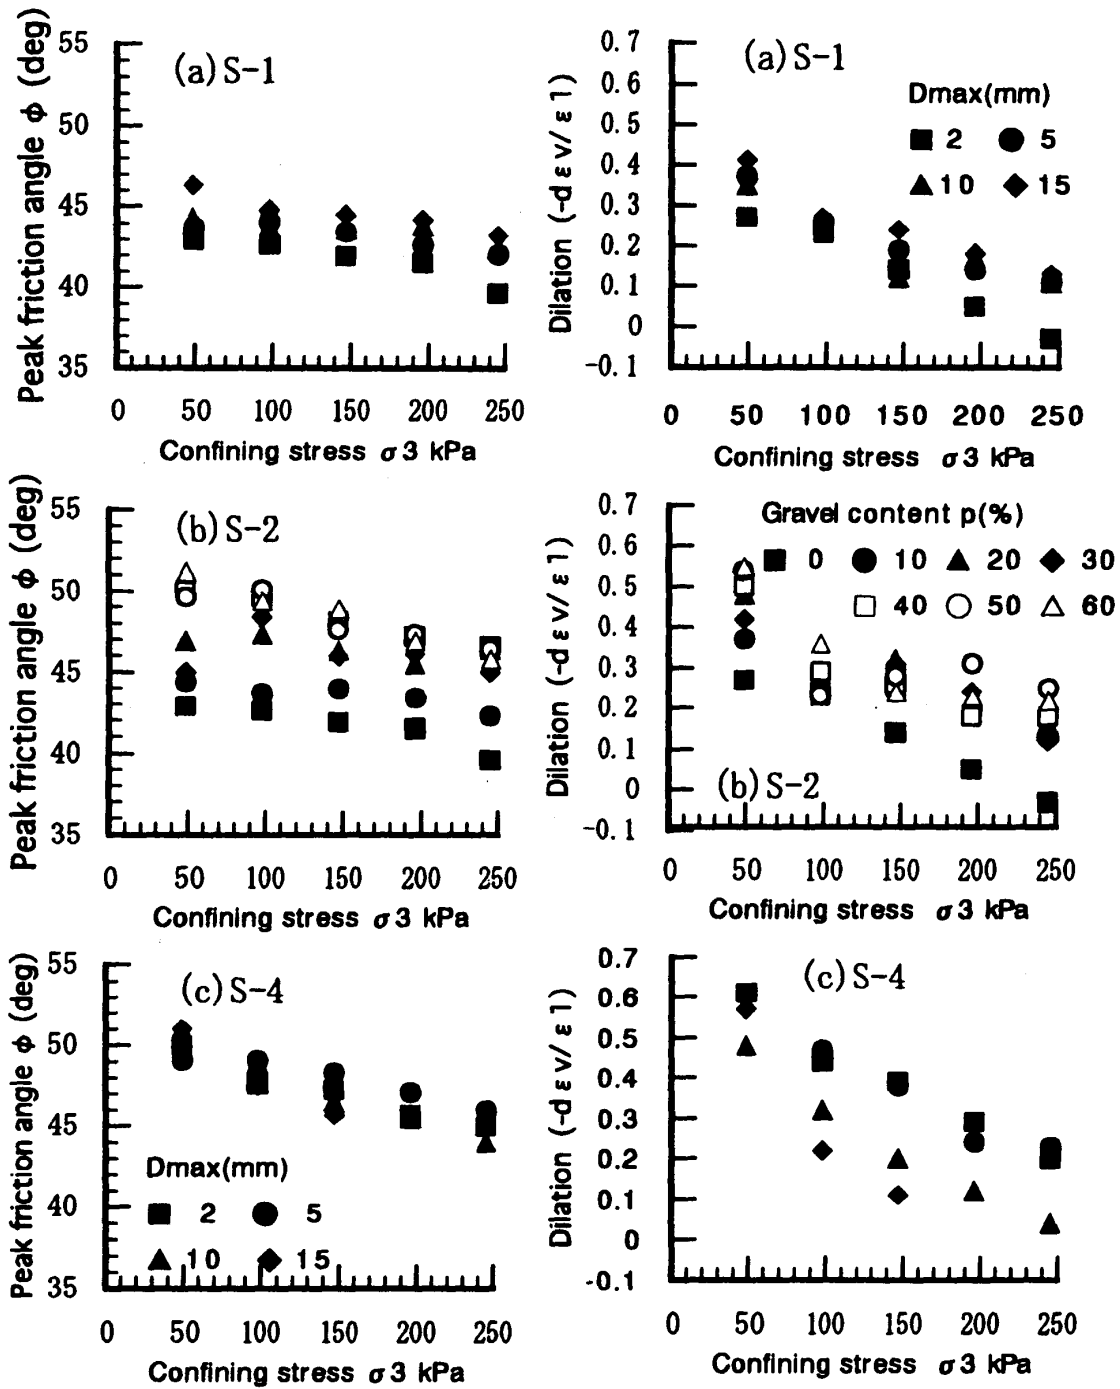 Peak friction angle φ (deg)
55
50
45
40
35
(a) S-1
0 50 100 150 200 250
Confining stress σ3 kPa
Dilation (-d ε v/ ε 1)
0.7
0.6
0.5
0.4
0.3
0.2
0.1
0
-0.1
(a) S-1
Dmax(mm)
2 5
10 15
0 50 100 150 200 250
Confining stress σ3 kPa
Peak friction angle φ (deg)
55
50
45
40
35
(b) S-2
0 50 100 150 200 250
Confining stress σ3 kPa
Dilation (-d ε v/ ε 1)
0.7
0.6
0.5
0.4
0.3
0.2
0.1
0
-0.1
Gravel content p(%)
0 10 20 30
40 50 60
(b) S-2
0 50 100 150 200 250
Confining stress σ3 kPa
Peak friction angle φ (deg)
55
50
45
40
35
(c) S-4
Dmax(mm)
2 5
10 15
0 50 100 150 200 250
Confining stress σ3 kPa
Dilation (-d ε v/ ε 1)
0.7
0.6
0.5
0.4
0.3
0.2
0.1
0
-0.1
(c) S-4
0 50 100 150 200 250
Confining stress σ3 kPa